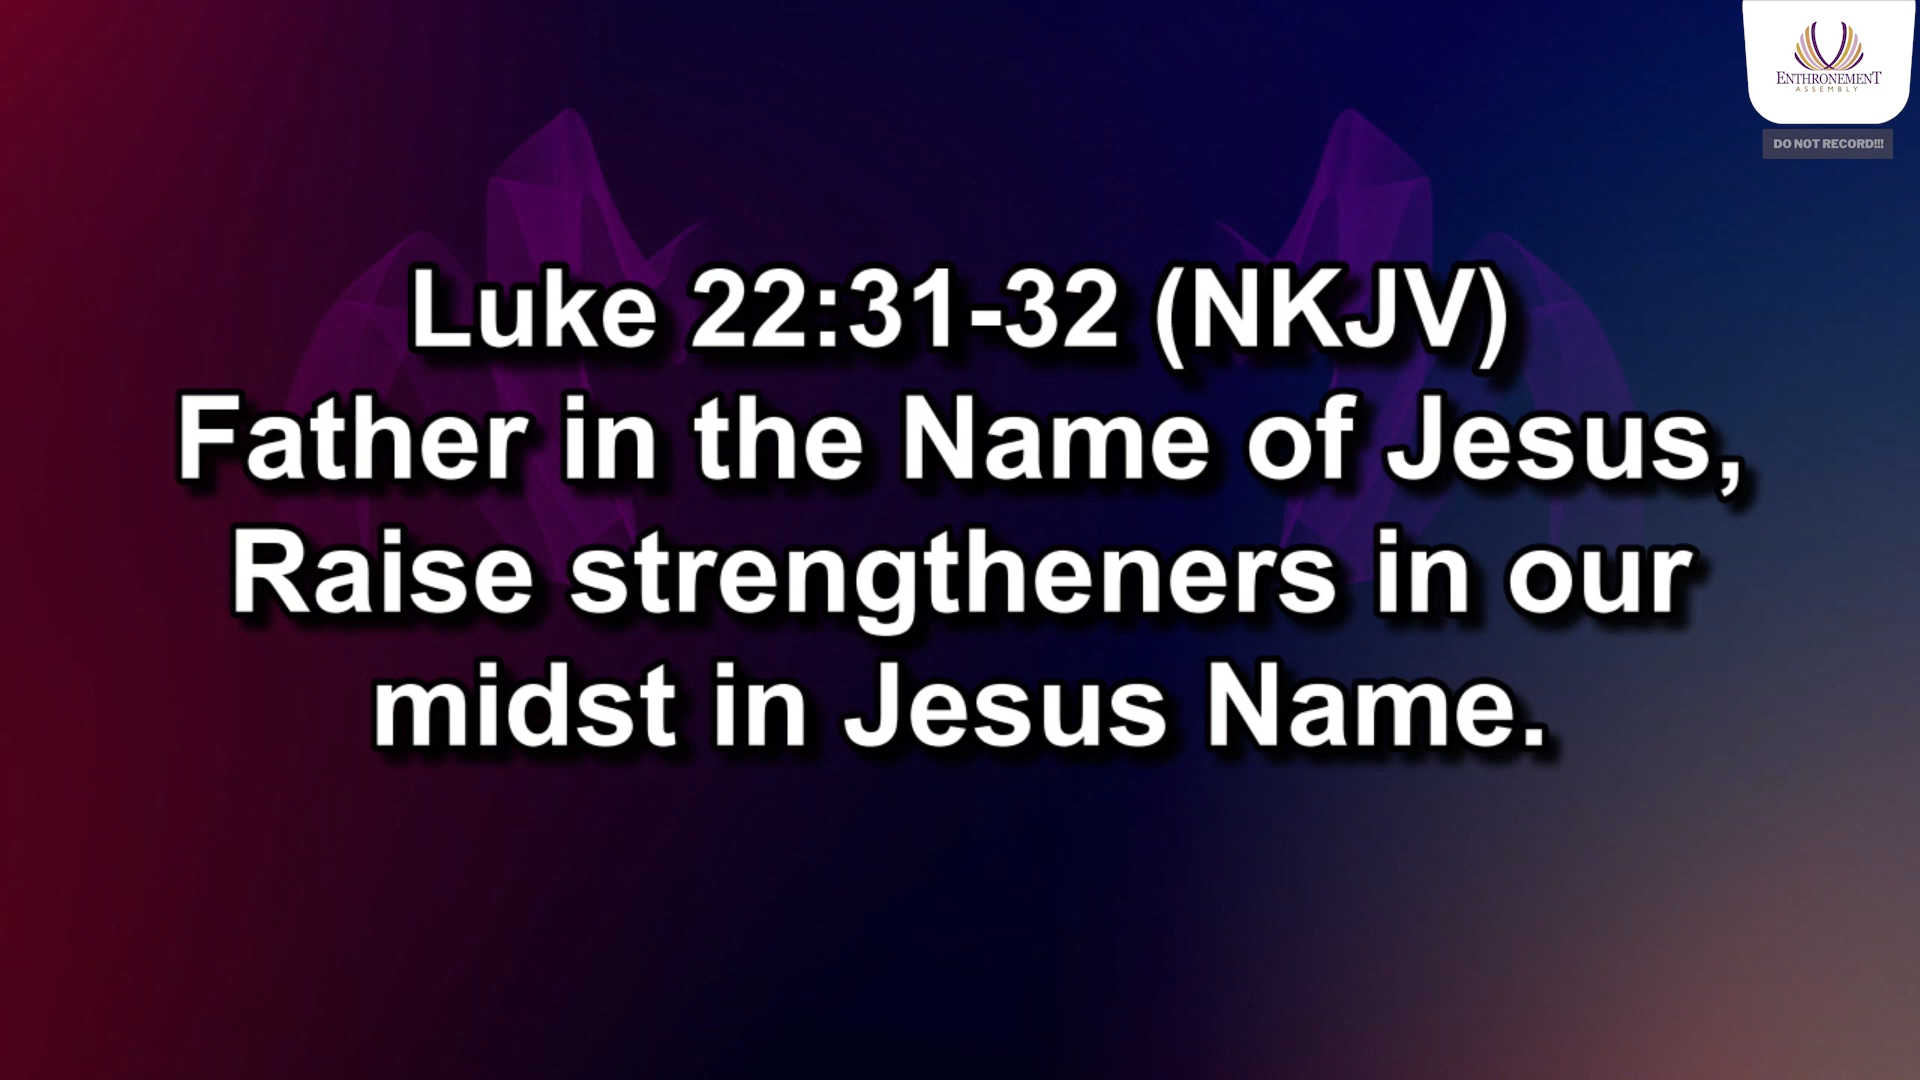 ENTHRONEMENT
ASSEMBLY
DO NOT RECORD!!!
Luke 22:31-32 (NKJV)
Father in the Name of Jesus,
Raise strengtheners in our
midst in Jesus Name.